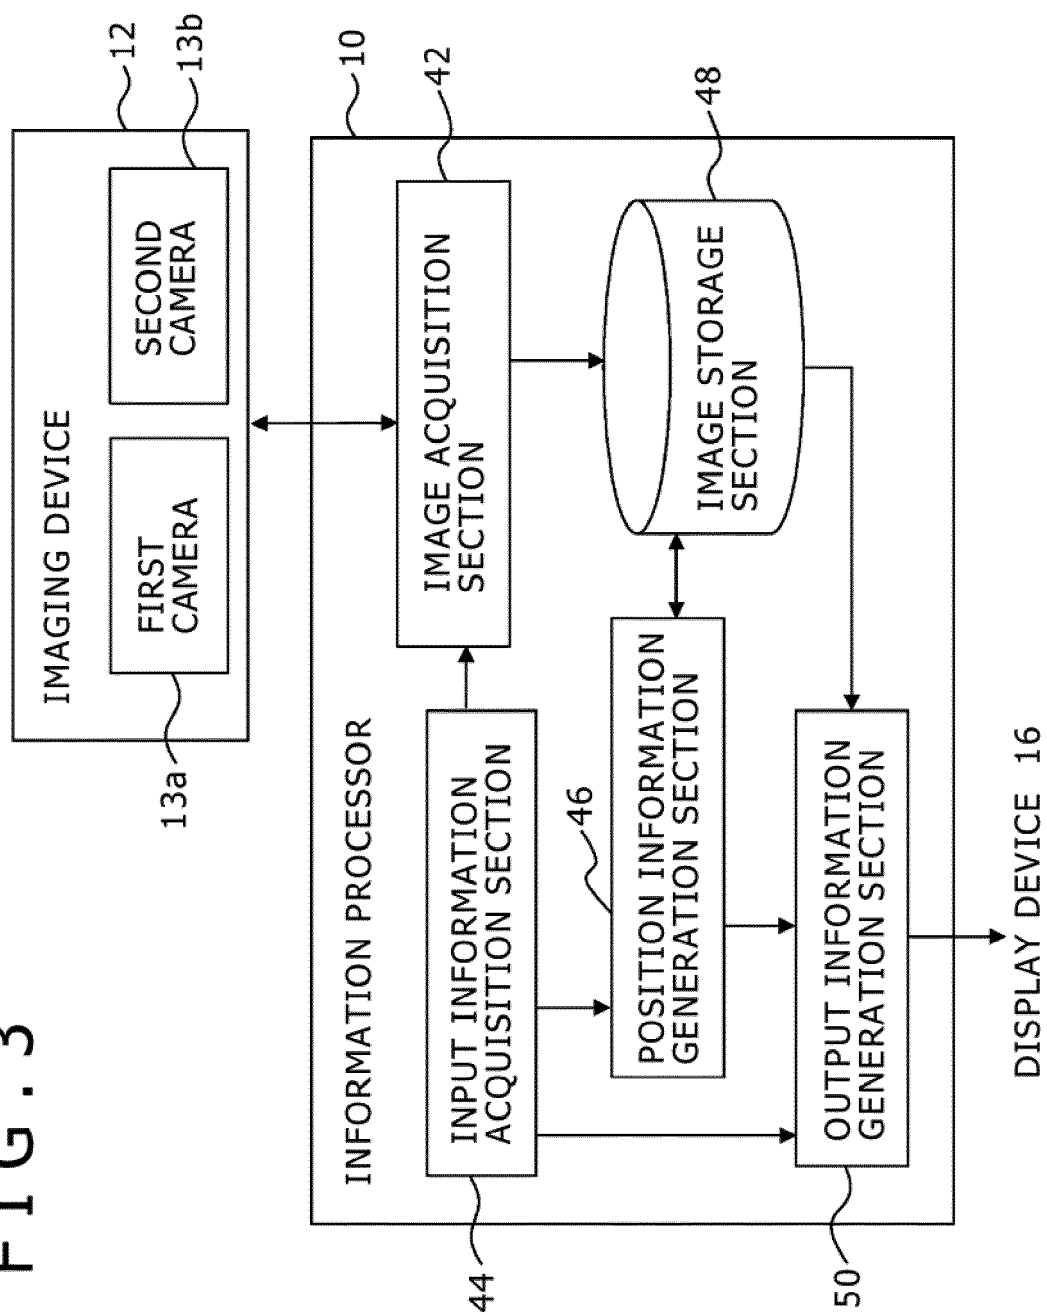 FIG. 3
12
IMAGING DEVICE
13a
FIRST
CAMERA
SECOND
CAMERA
13b
10
INFORMATION PROCESSOR
44
INPUT INFORMATION
ACQUISITION SECTION
IMAGE ACQUISITION
SECTION
42
46
POSITION INFORMATION
GENERATION SECTION
IMAGE STORAGE
SECTION
48
50
OUTPUT INFORMATION
GENERATION SECTION
DISPLAY DEVICE 16